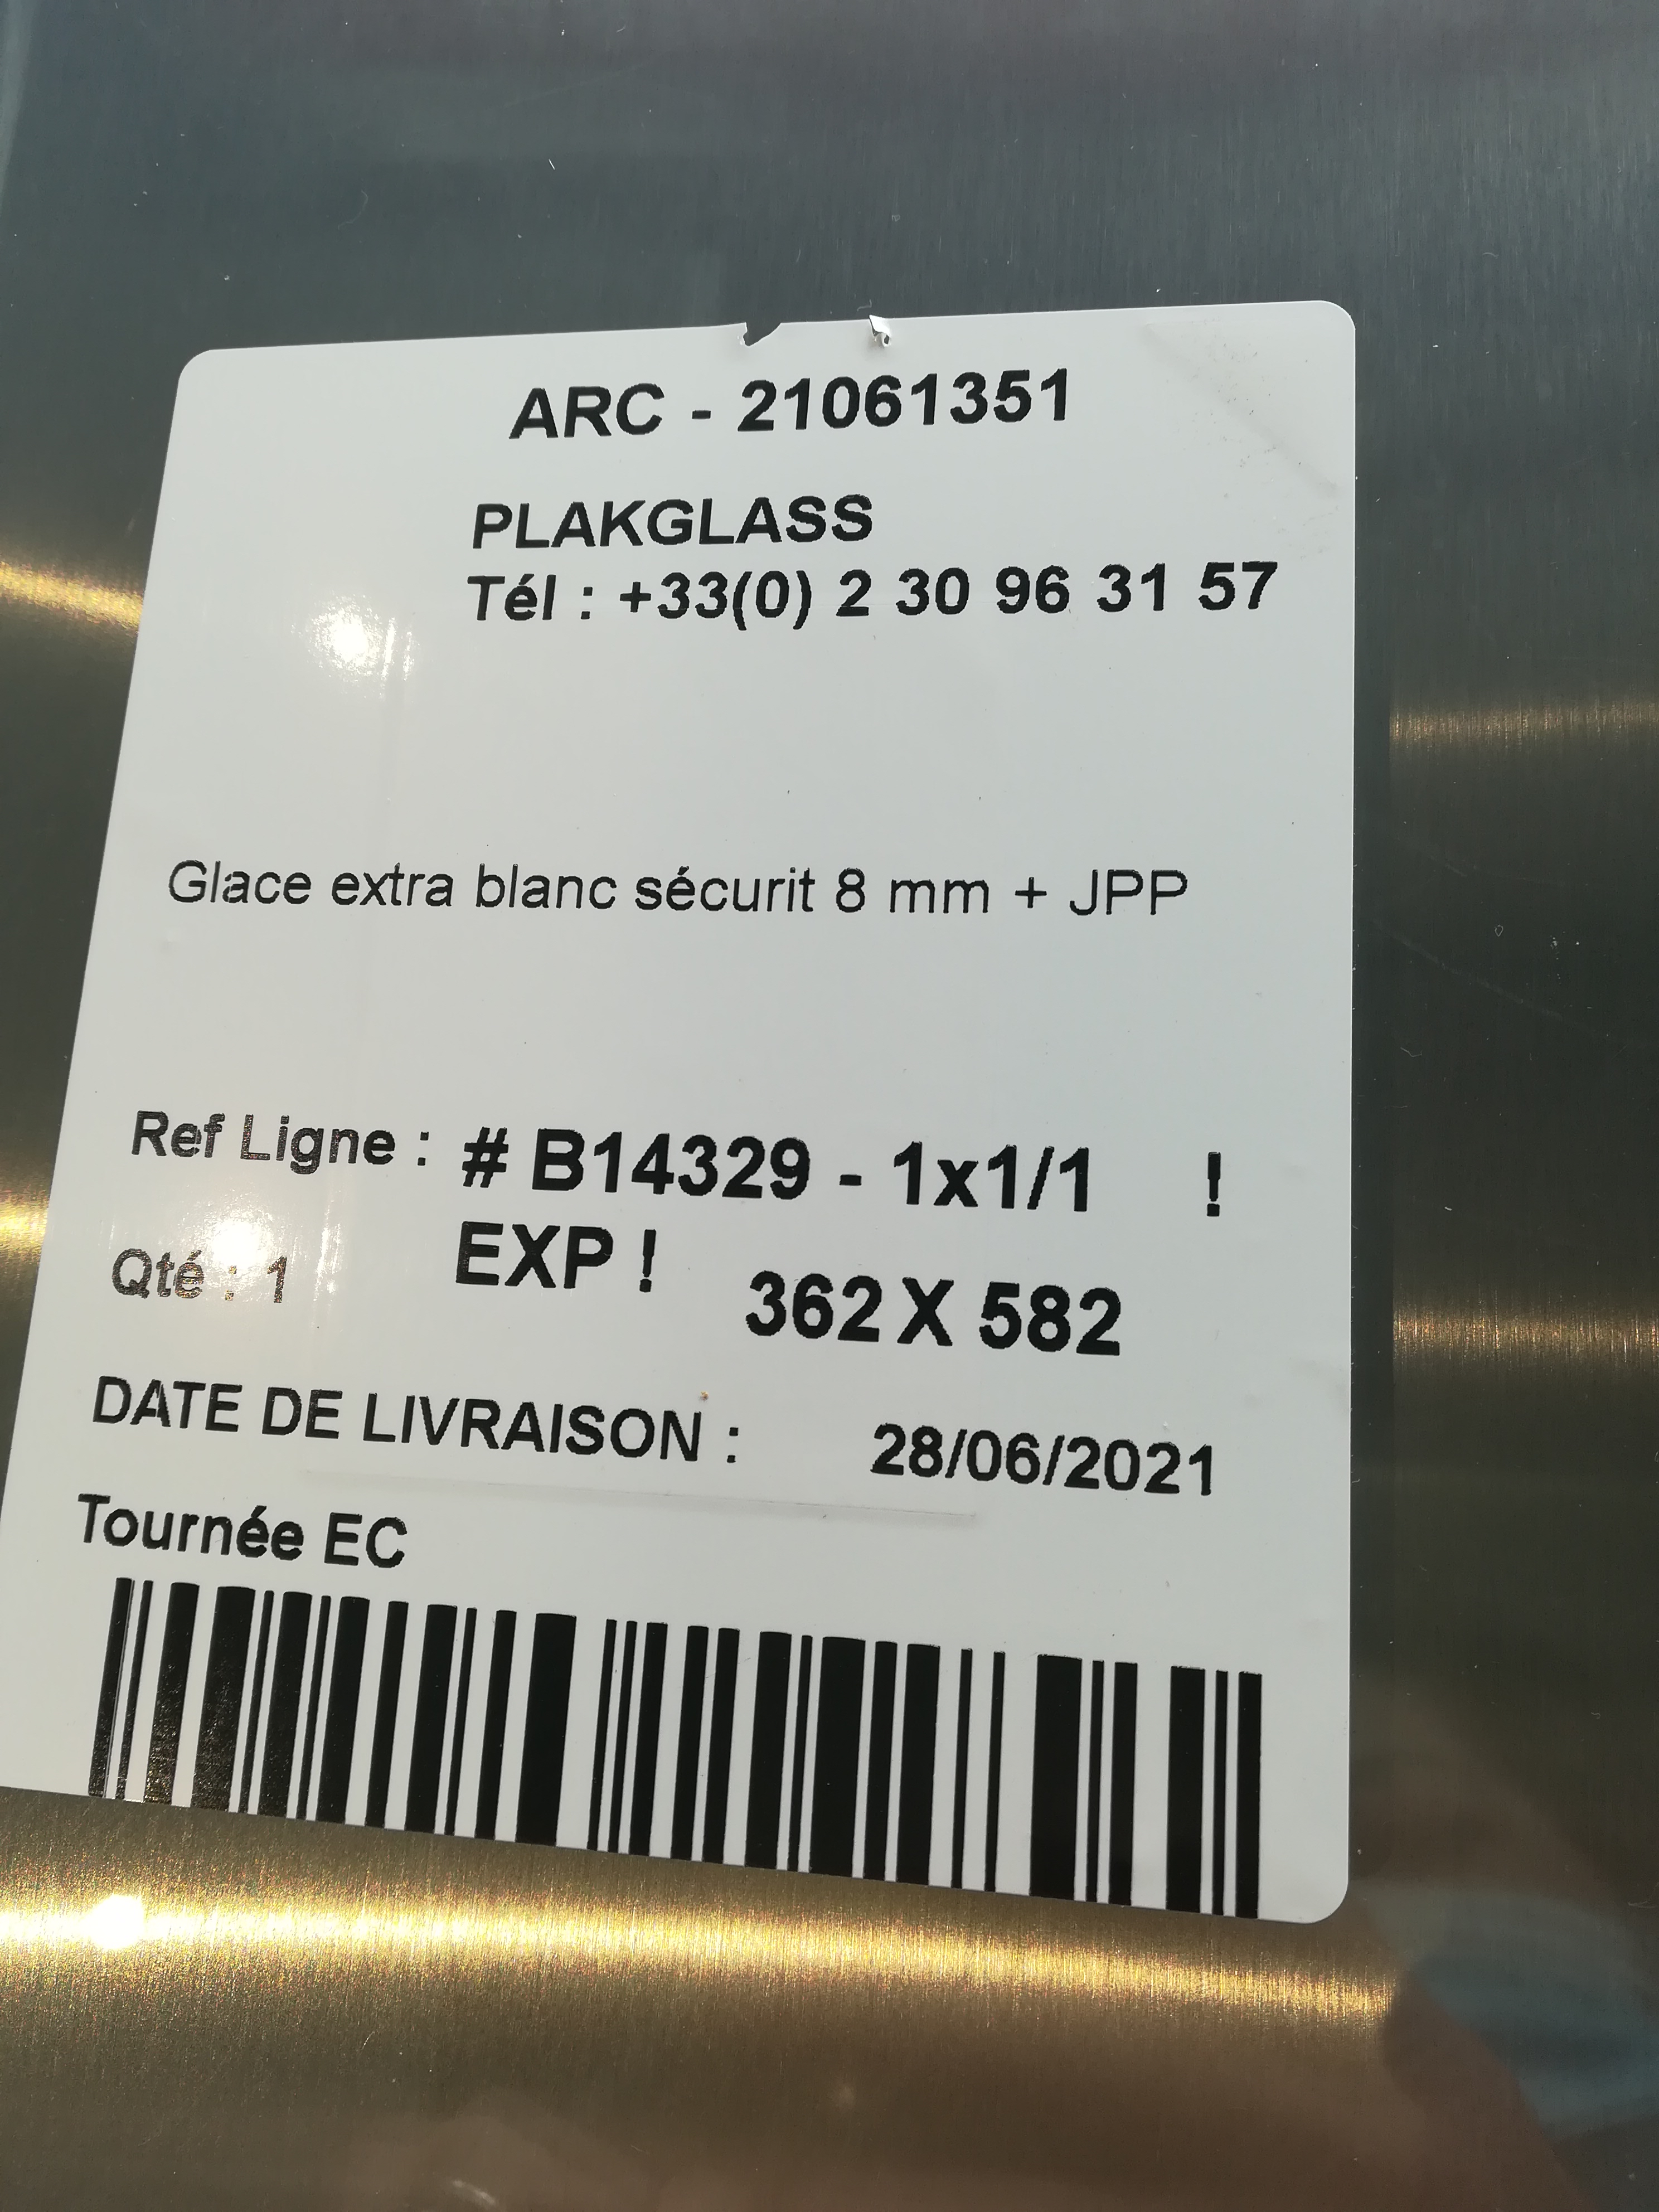 ARC - 21061351
PLAKGLASS
Tél : +33(0) 2 30 96 31 57
Glace extra blanc sécurit 8 mm + JPP
Ref Ligne : # B14329 - 1x1/1 !
EXP !
Qté : 1
362 X 582
DATE DE LIVRAISON : 28/06/2021
Tournée EC